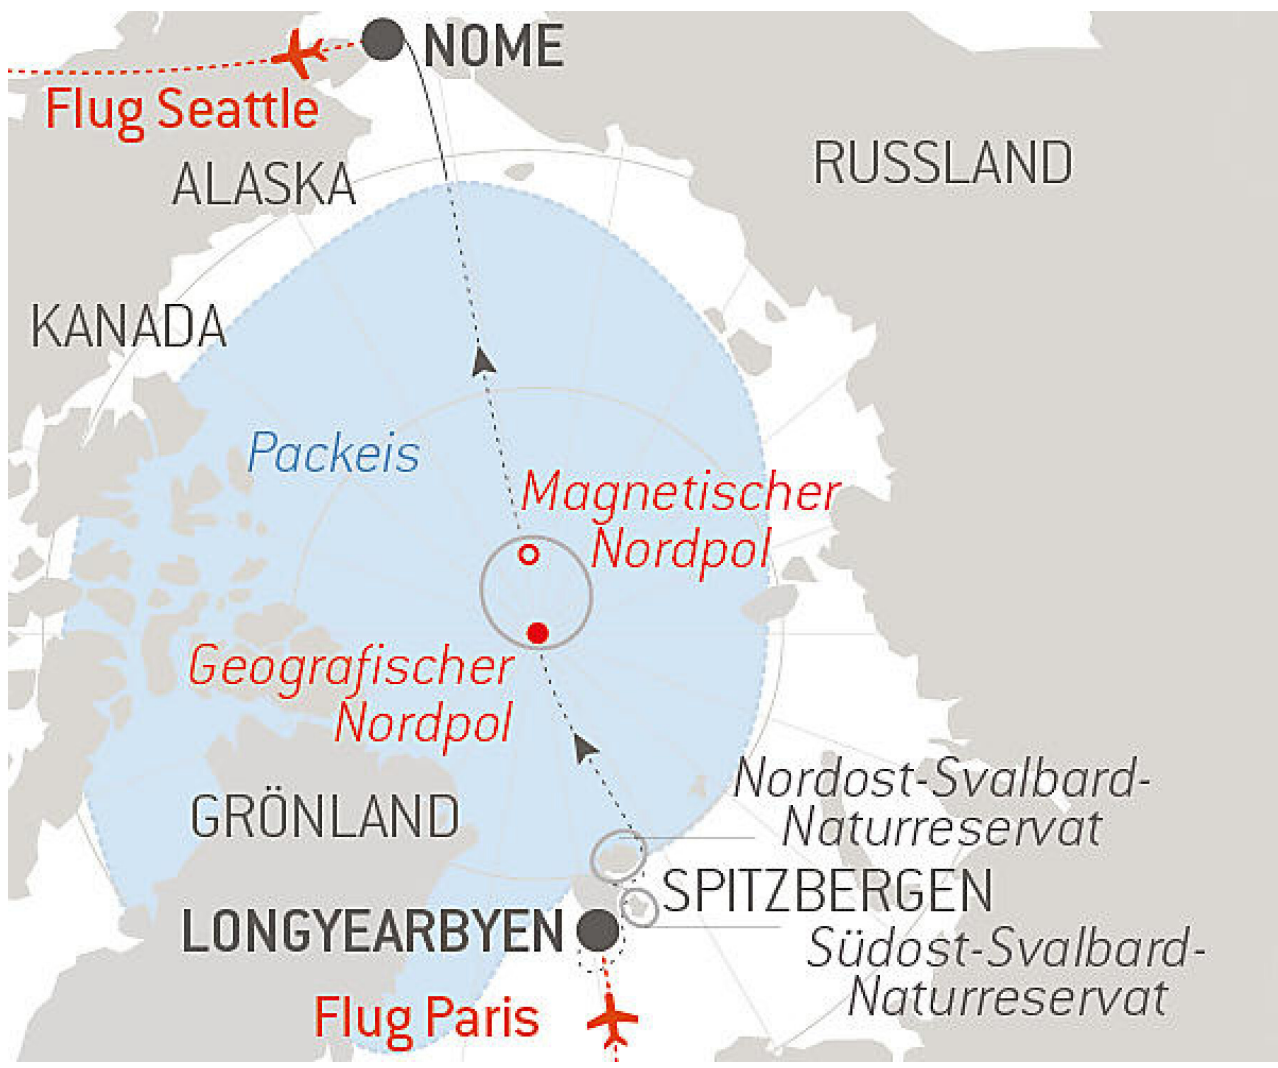 NOME
Flug Seattle
RUSSLAND
ALASKA
KANADA
Packeis
Magnetischer
Nordpol
Geografischer
Nordpol
Nordost-Svalbard-
Naturreservat
GRÖNLAND
SPITZBERGEN
LONGYEARBYEN
Südost-Svalbard-
Naturreservat
Flug Paris